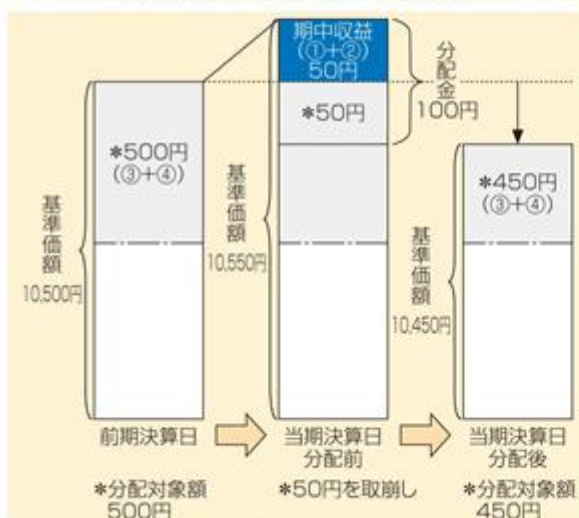 期中収益
(①+②)
50円
*50円
分配金
100円
*500円
(③+④)
基準価額
10,500円
基準価額
10,550円
*450円
(③+④)
基準価額
10,450円
前期決算日
当期決算日
分配前
当期決算日
分配後
*分配対象額
500円
*50円を取崩し
*分配対象額
450円